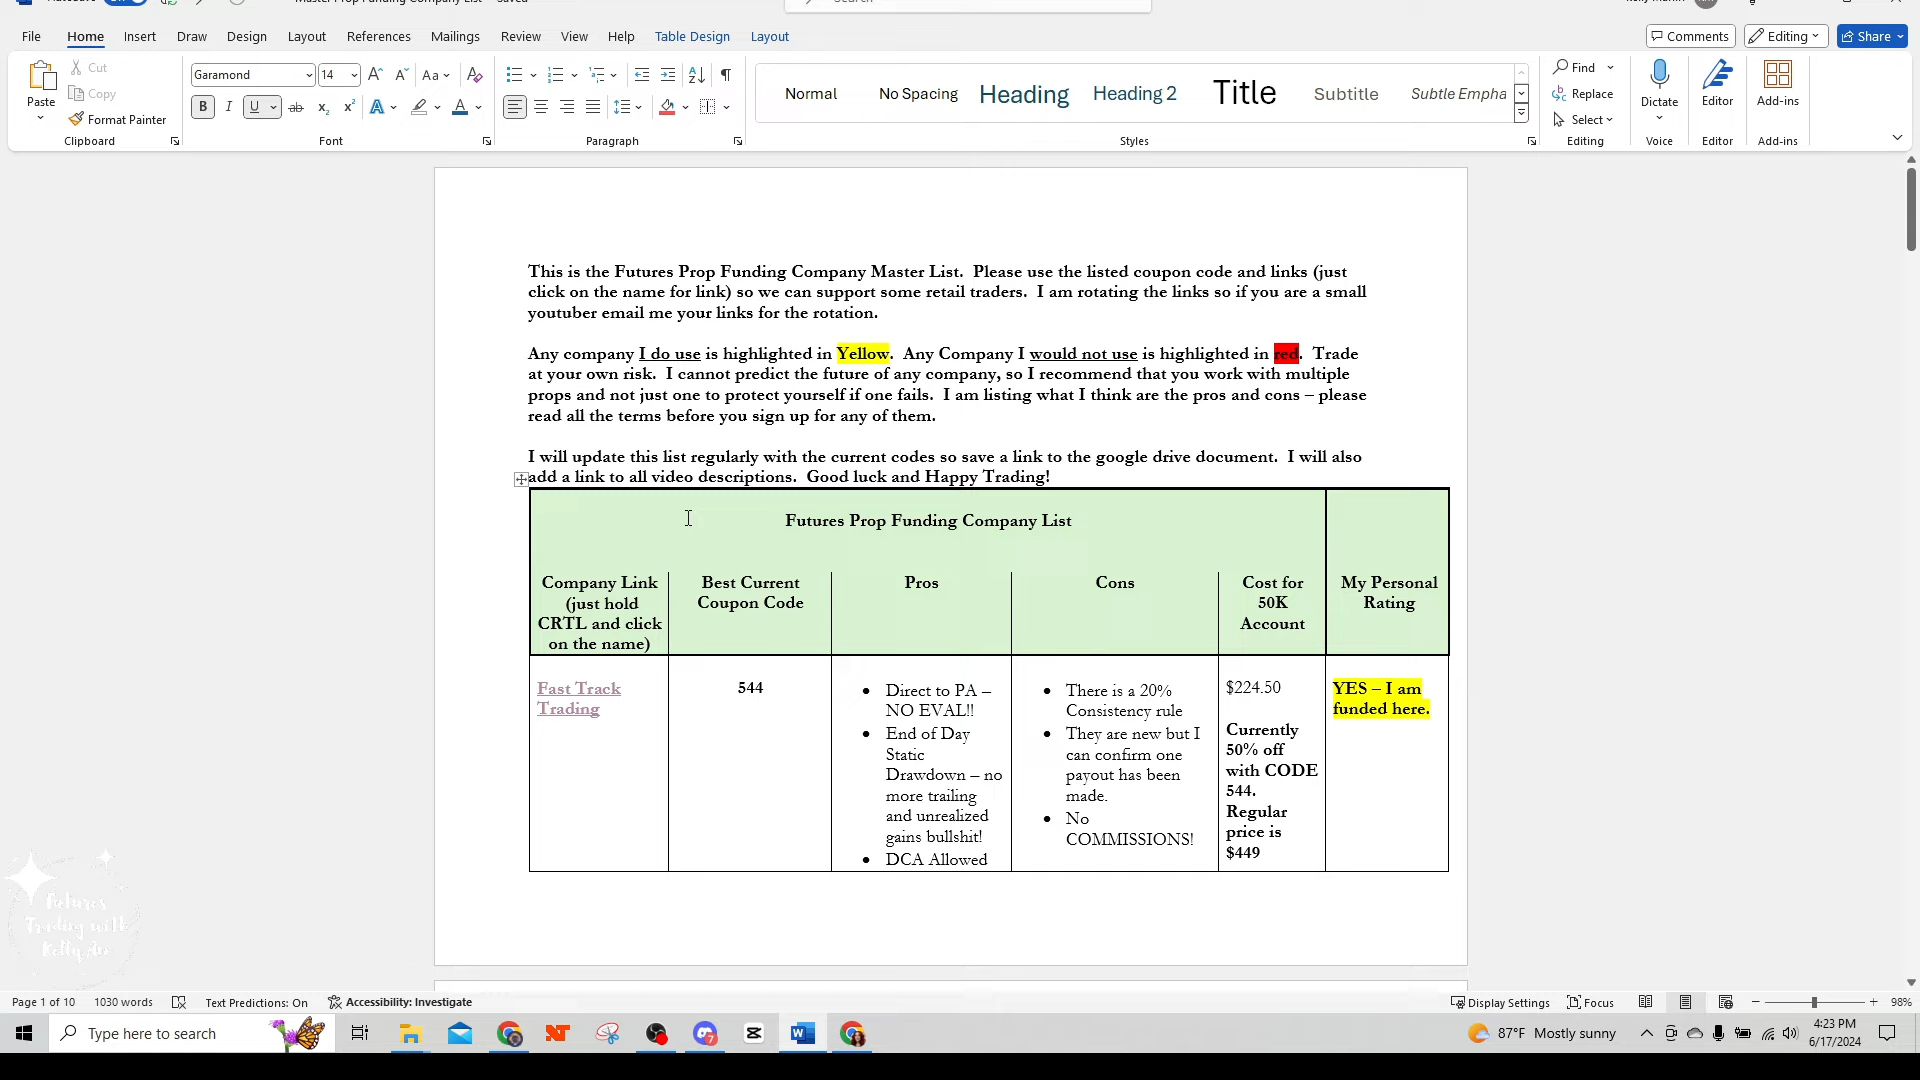 Master Prop Funding Company List - Saved
File Home Insert Draw Design Layout References Mailings Review View Help Table Design Layout
Comments Editing Share
Paste
Cut
Copy
Format Painter
Clipboard
Garamond 14
Font
Paragraph
Normal No Spacing Heading Heading 2 Title Subtitle Subtle Empha
Styles
Find
Replace
Select
Editing
Dictate
Voice
Editor
Editor
Add-ins
Add-ins
This is the Futures Prop Funding Company Master List. Please use the listed coupon code and links (just
click on the name for link) so we can support some retail traders. I am rotating the links so if you are a small
youtuber email me your links for the rotation.
Any company I do use is highlighted in Yellow. Any Company I would not use is highlighted in red. Trade
at your own risk. I cannot predict the future of any company, so I recommend that you work with multiple
props and not just one to protect yourself if one fails. I am listing what I think are the pros and cons – please
read all the terms before you sign up for any of them.
I will update this list regularly with the current codes so save a link to the google drive document. I will also
add a link to all video descriptions. Good luck and Happy Trading!
Futures Prop Funding Company List
Company Link
(just hold
CRTL and click
on the name)
Best Current
Coupon Code
Pros
Cons
Cost for
50K
Account
My Personal
Rating
Fast Track
Trading
544
• Direct to PA –
NO EVAL!!
• End of Day
Static
Drawdown – no
more trailing
and unrealized
gains bullshit!
• DCA Allowed
• There is a 20%
Consistency rule
• They are new but I
can confirm one
payout has been
made.
• No
COMMISSIONS!
$224.50
Currently
50% off
with CODE
544.
Regular
price is
$449
YES – I am
funded here.
Futures
Trading with
Page 1 of 10 1030 words Text Predictions: On Accessibility: Investigate
Display Settings Focus 98%
Type here to search
87°F Mostly sunny
4:23 PM
6/17/2024